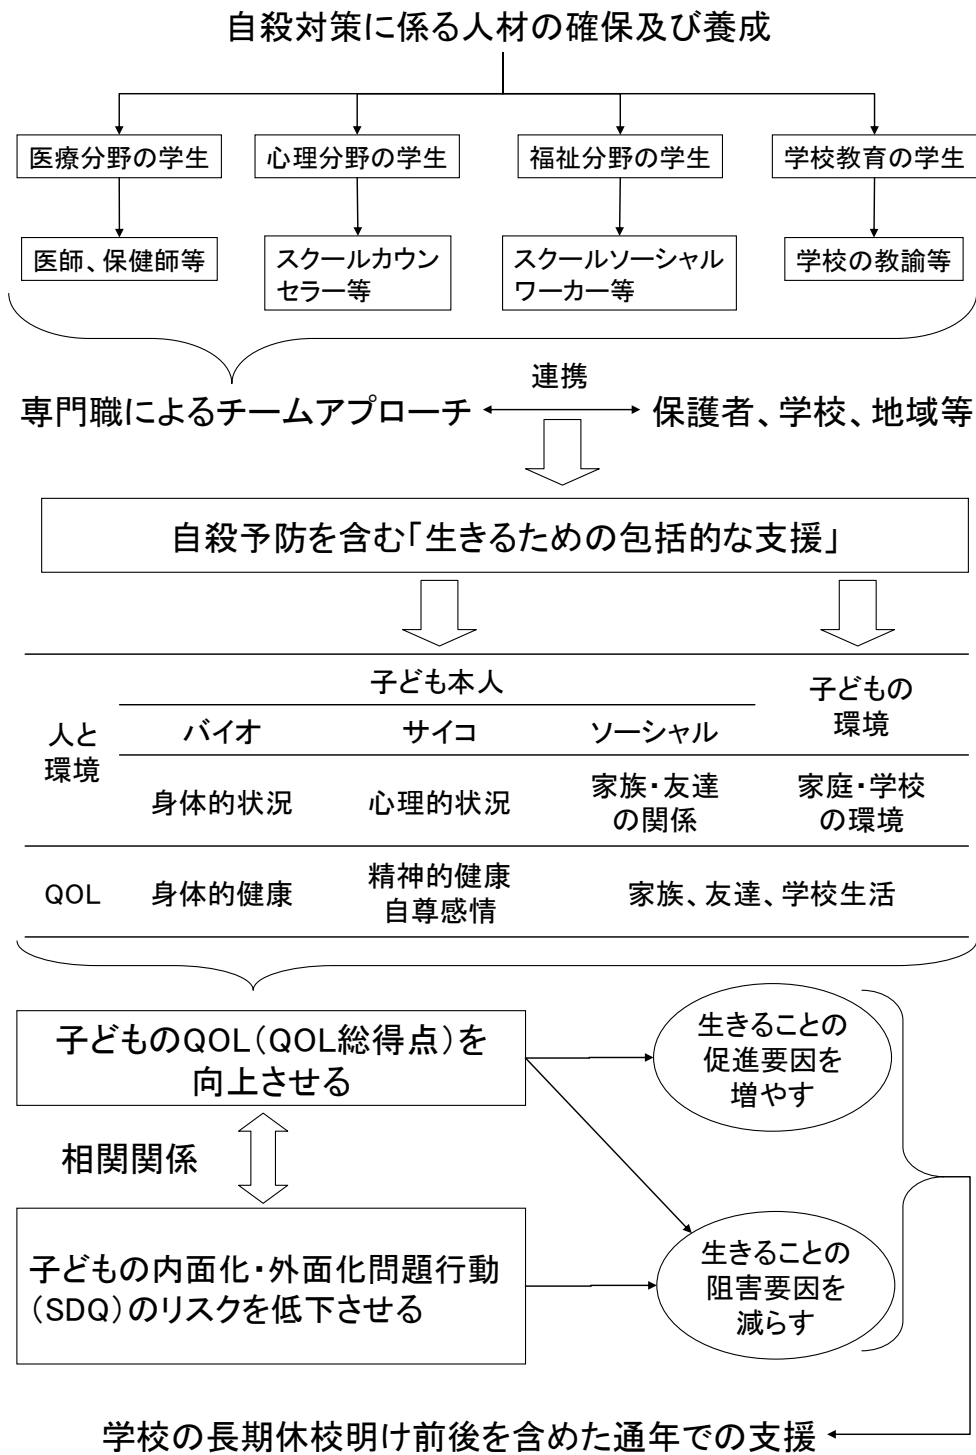 自殺対策に係る人材の確保及び養成
医療分野の学生
心理分野の学生
福祉分野の学生
学校教育の学生
医師、保健師等
スクールカウン
セラー等
スクールソーシャル
ワーカー等
学校の教諭等
連携
専門職によるチームアプローチ
保護者、学校、地域等
自殺予防を含む「生きるための包括的な支援」
人と
環境
子ども本人
子どもの
環境
バイオ
サイコ
ソーシャル
身体的状況
心理的状況
家族・友達
の関係
家庭・学校
の環境
QOL
身体的健康
精神的健康
自尊感情
家族、友達、学校生活
子どものQOL(QOL総得点)を
向上させる
生きることの
促進要因を
増やす
相関関係
子どもの内面化・外面化問題行動
(SDQ)のリスクを低下させる
生きることの
阻害要因を
減らす
学校の長期休校明け前後を含めた通年での支援